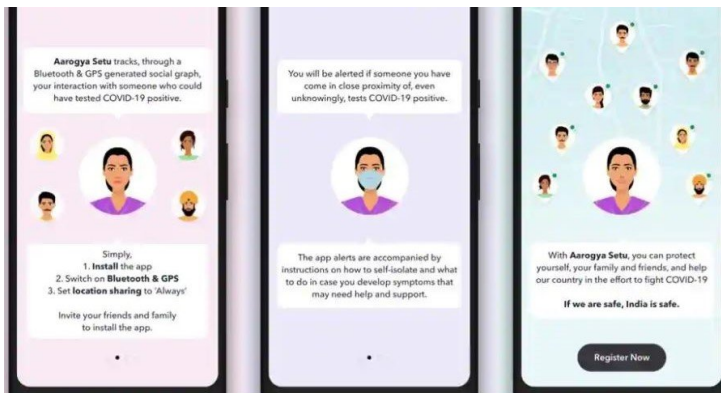 Aarogya Setu tracks, through a
Bluetooth & GPS generated social graph,
your interaction with someone who could
have tested COVID-19 positive.
Simply,
1. Install the app
2. Switch on Bluetooth & GPS
3. Set location sharing to 'Always'
Invite your friends and family
to install the app.
You will be alerted if someone you have
come in close proximity of, even
unknowingly, tests COVID-19 positive.
The app alerts are accompanied by
instructions on how to self-isolate and what
to do in case you develop symptoms that
may need help and support.
With Aarogya Setu, you can protect
yourself, your family and friends, and help
our country in the effort to fight COVID-19
If we are safe, India is safe.
Register Now